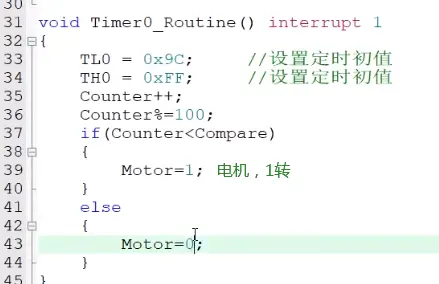 30
31 void Timer0_Routine() interrupt 1
32 {
33 TL0 = 0x9C; //设置定时初值
34 TH0 = 0xFF; //设置定时初值
35 Counter++;
36 Counter%=100;
37 if(Counter<Compare)
38 {
39 Motor=1; 电机，1转
40 }
41 else
42 {
43 Motor=0;
44 }
45 }